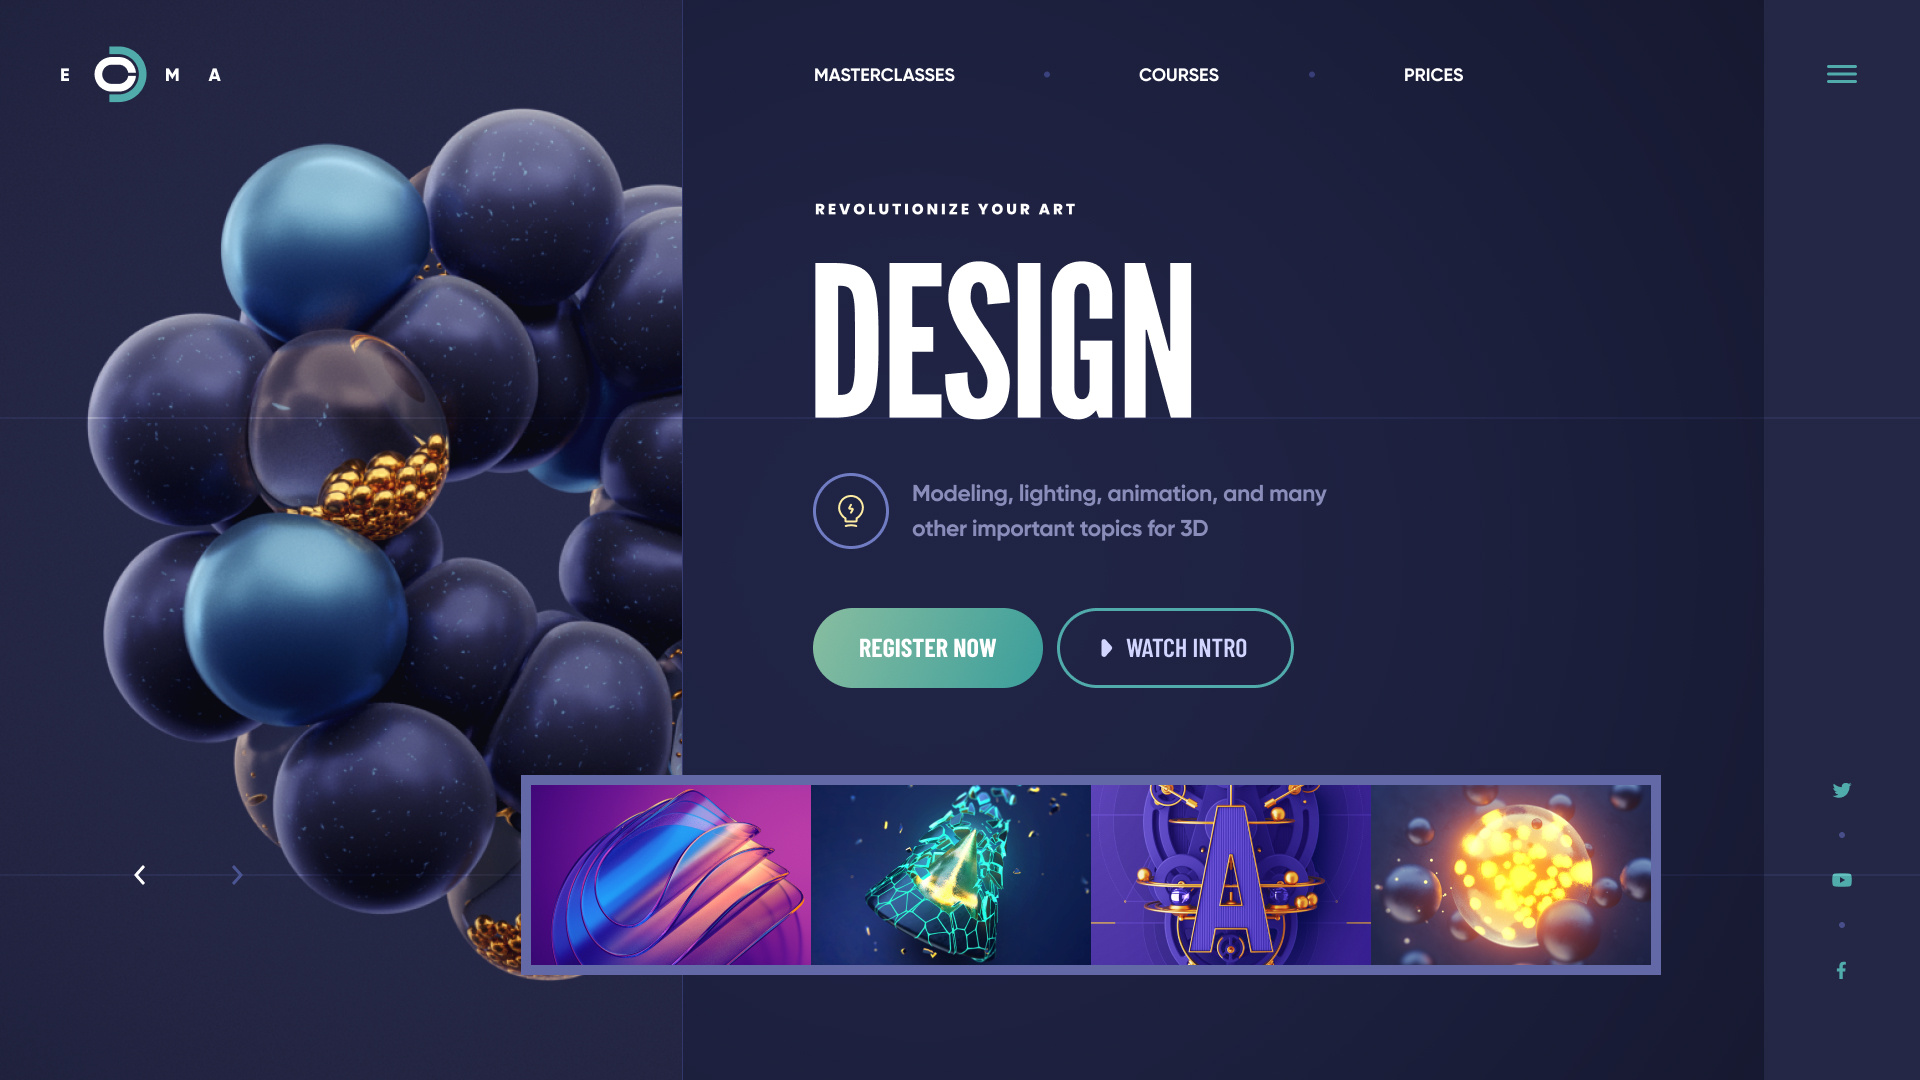 E C M A
MASTERCLASSES
COURSES
PRICES
REVOLUTIONIZE YOUR ART
DESIGN
Modeling, lighting, animation, and many
other important topics for 3D
REGISTER NOW
WATCH INTRO
A